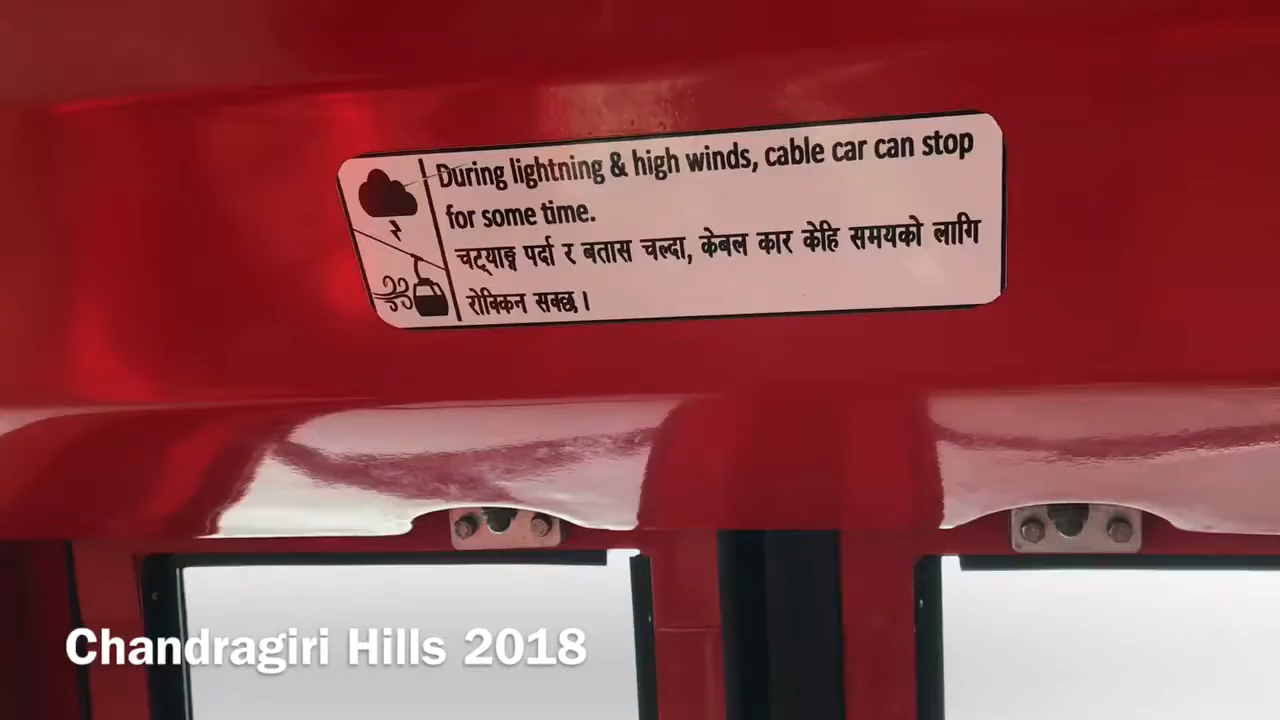 During lightning & high winds, cable car can stop
for some time.
चट्याङ्ग पर्दा र बतास चल्दा, केबल कार केहि समयको लागि
रोक्किन सक्छ।
Chandragiri Hills 2018